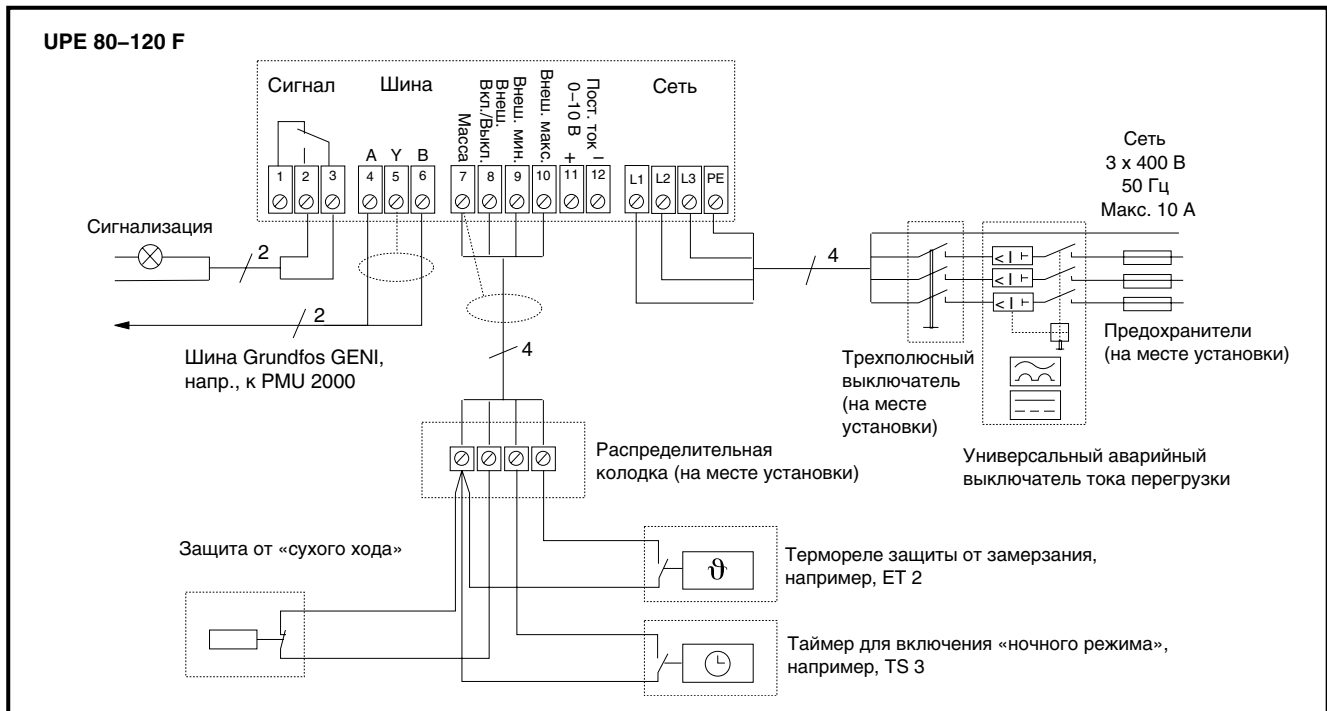 UPE 80–120 F
Сигнал
Шина
Масса
Внеш.
Вкл./Выкл.
Внеш. мин.
Внеш. макс.
0–10 В
Пост. ток
Сеть
A Y B
+ –
1 2 3 4 5 6 7 8 9 10 11 12 L1 L2 L3 PE
Сеть
3 x 400 В
50 Гц
Макс. 10 А
Сигнализация
2
2
4
4
Шина Grundfos GENI,
напр., к PMU 2000
Трехполюсный
выключатель
(на месте
установки)
Предохранители
(на месте установки)
< I
< I
< I
Универсальный аварийный
выключатель тока перегрузки
Распределительная
колодка (на месте установки)
Защита от «сухого хода»
ϑ
Термореле защиты от замерзания,
например, ET 2
Таймер для включения «ночного режима»,
например, TS 3